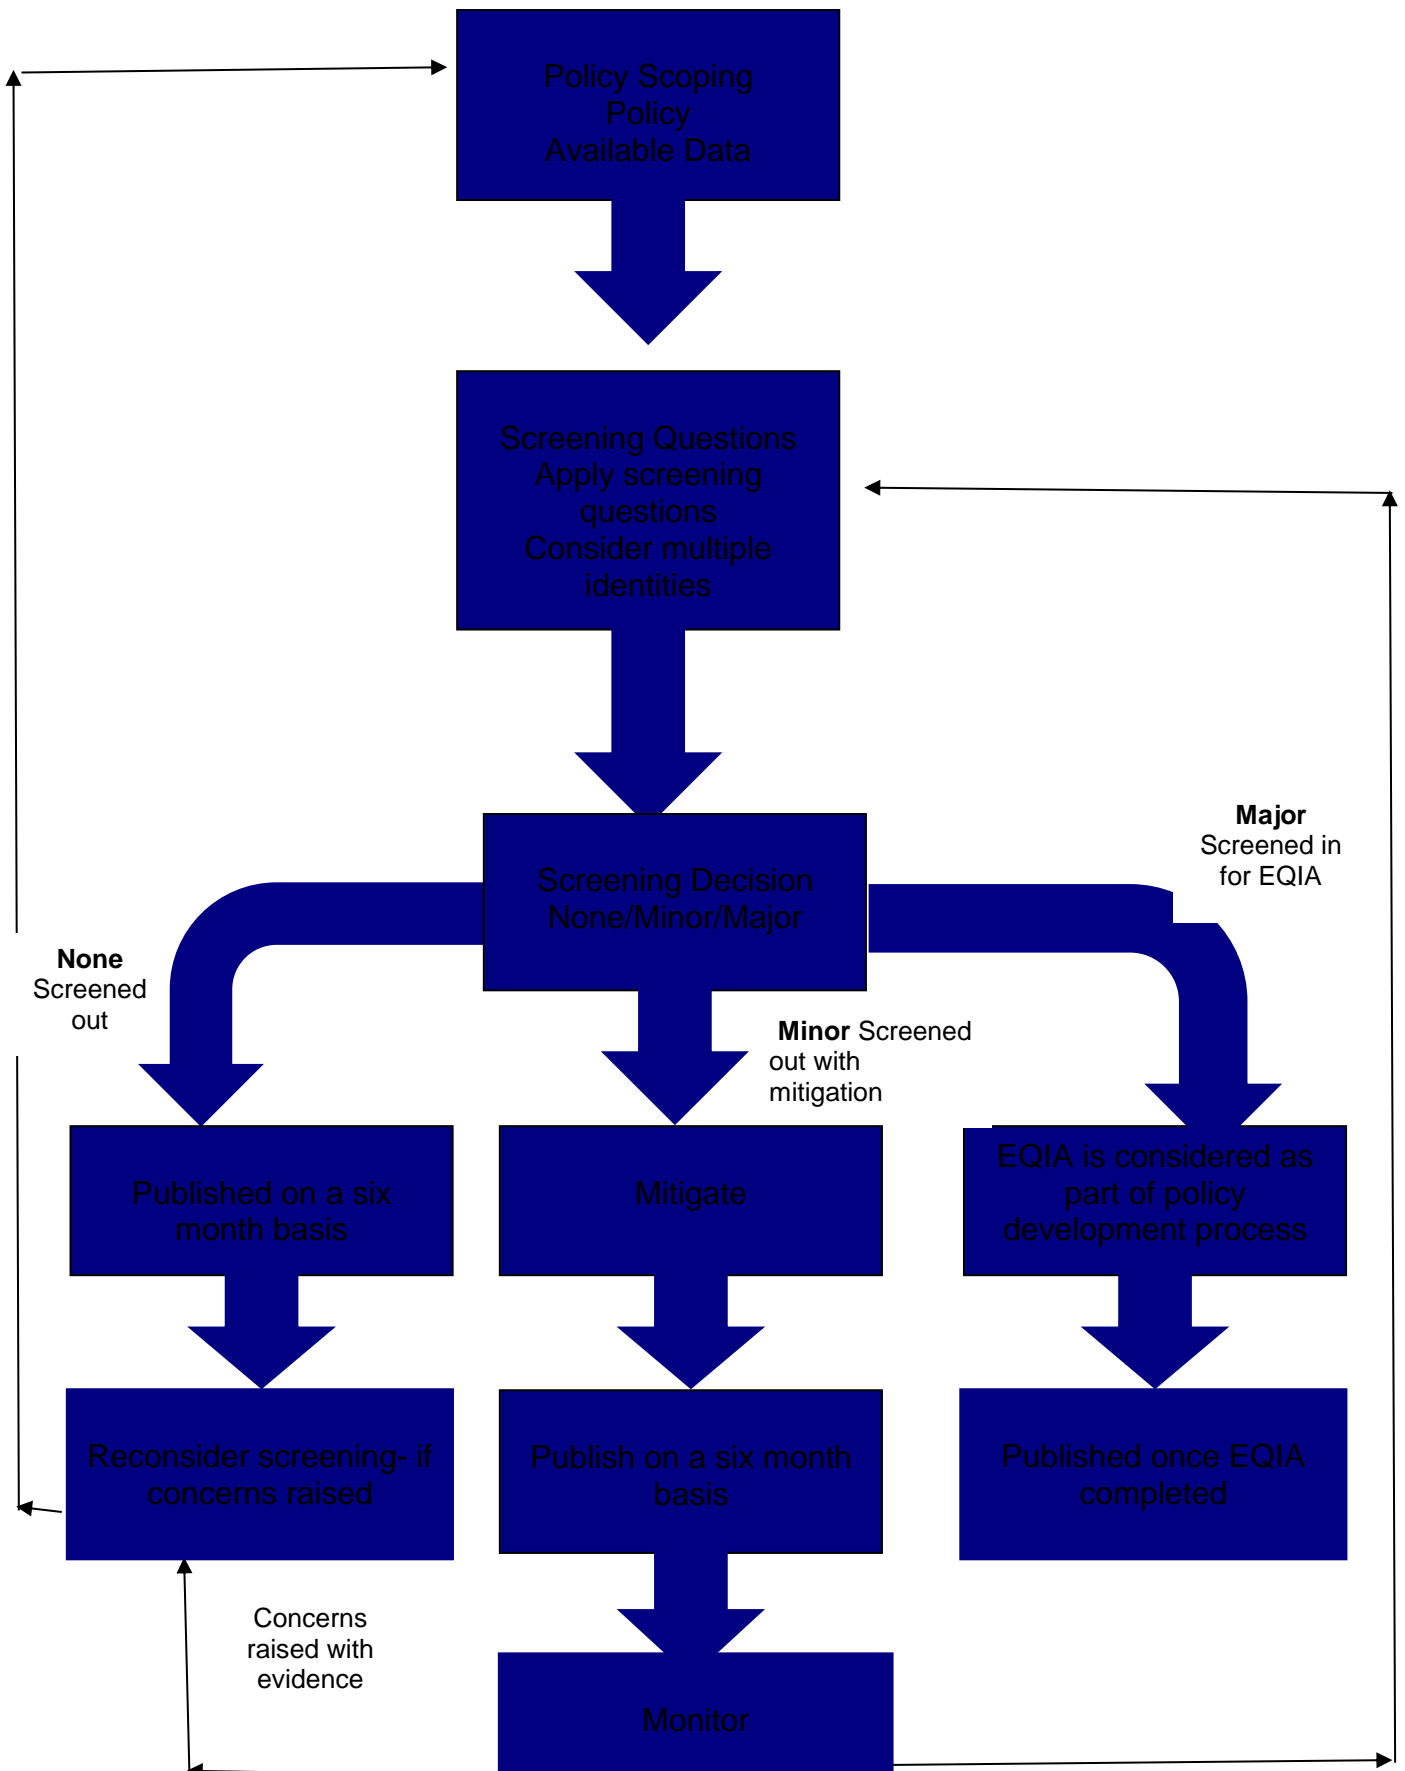 Policy Scoping
Policy
Available Data
Screening Questions
Apply screening
questions
Consider multiple
identities
Major
Screened in
for EQIA
Screening Decision
None/Minor/Major
None
Screened
out
Minor Screened
out with
mitigation
Published on a six
month basis
Mitigate
EQIA is considered as
part of policy
development process
Reconsider screening- if
concerns raised
Publish on a six month
basis
Published once EQIA
completed
Concerns
raised with
evidence
Monitor